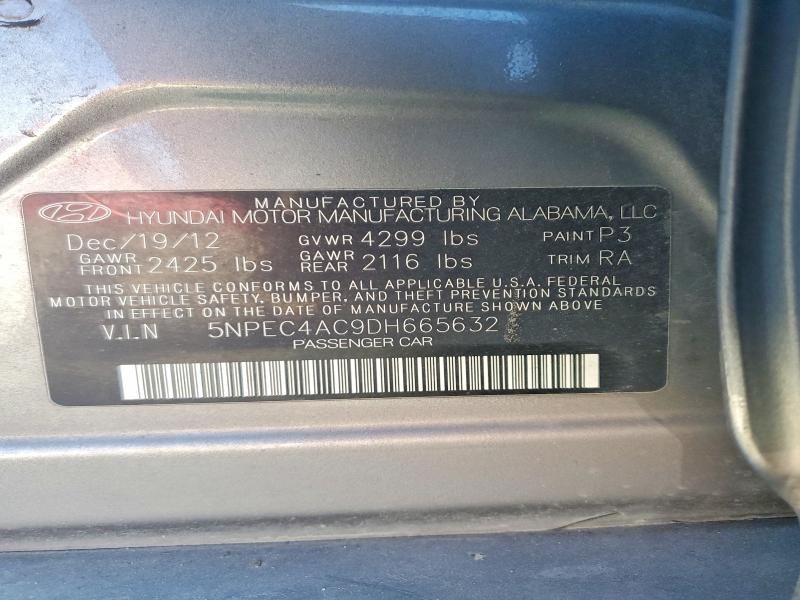 MANUFACTURED BY
HYUNDAI MOTOR MANUFACTURING ALABAMA, LLC
Dec/19/12 GVWR 4299 lbs PAINT P3
GAWR FRONT 2425 lbs GAWR REAR 2116 lbs TRIM RA
THIS VEHICLE CONFORMS TO ALL APPLICABLE U.S.A. FEDERAL
MOTOR VEHICLE SAFETY, BUMPER, AND THEFT PREVENTION STANDARDS
IN EFFECT ON THE DATE OF MANUFACTURE SHOWN ABOVE
V.I.N 5NPEC4AC9DH665632
PASSENGER CAR